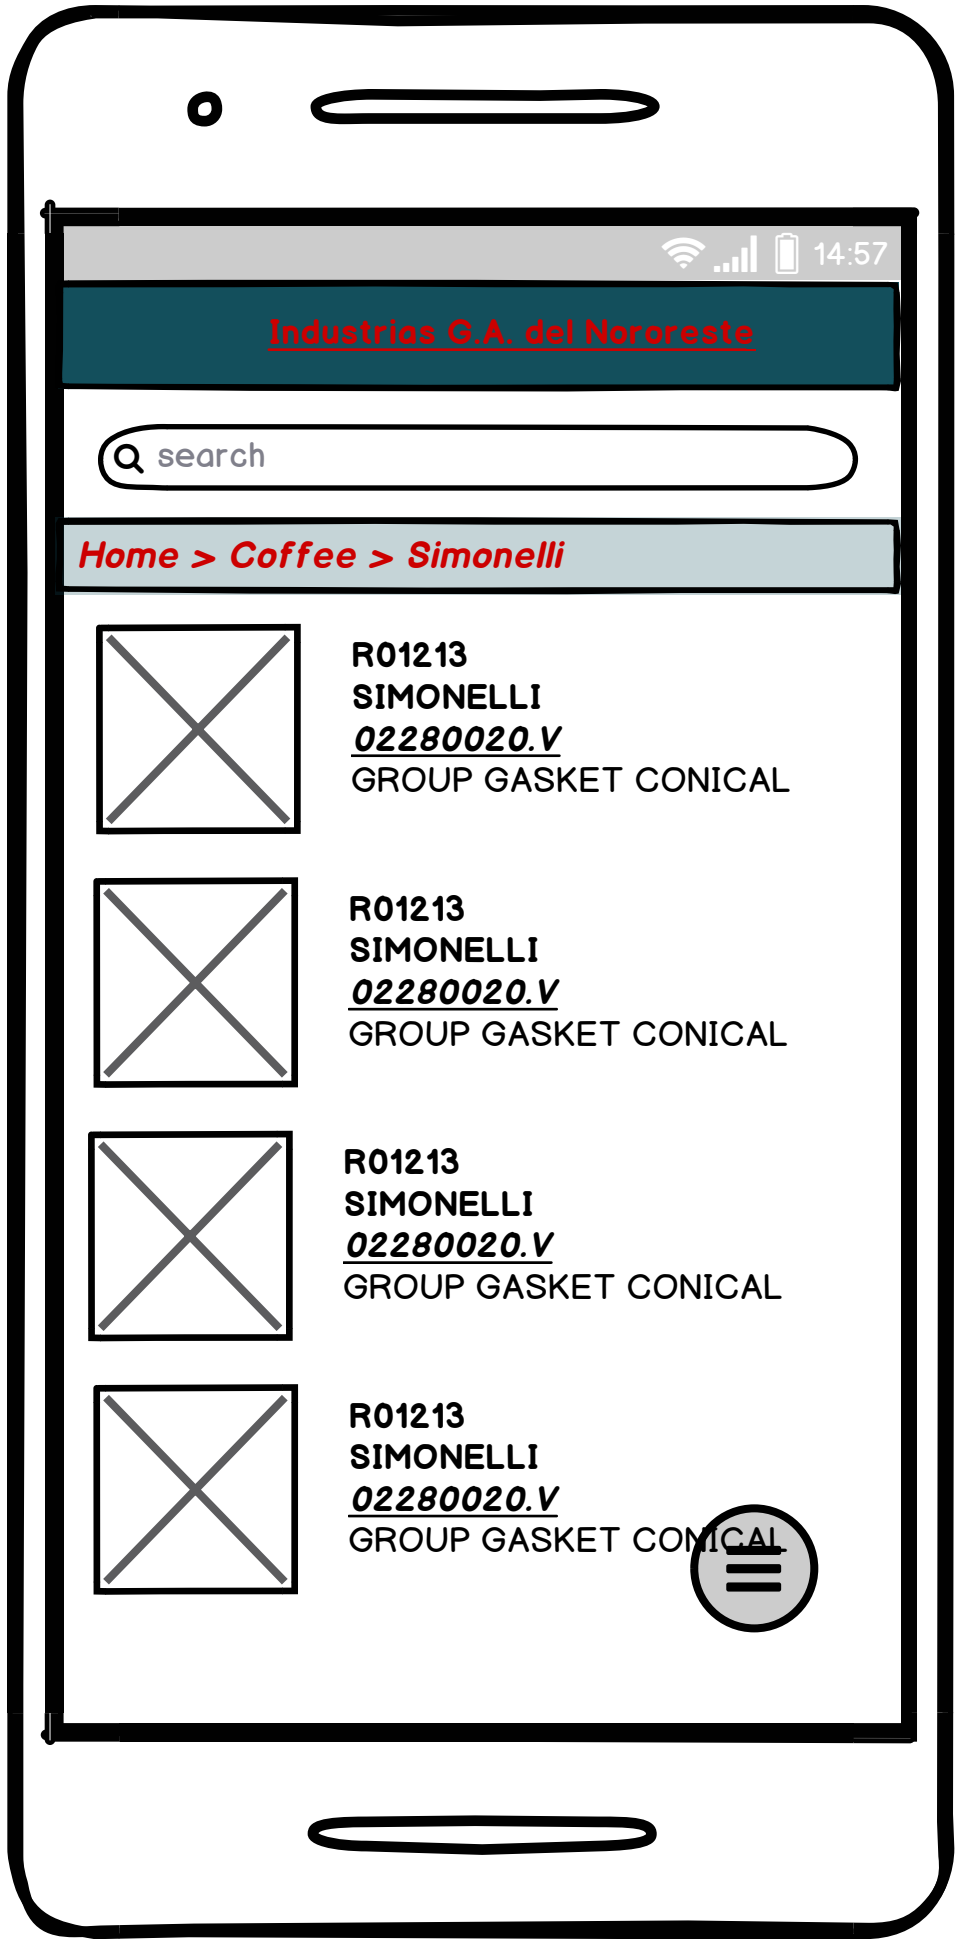 14:57
Industrias G.A. del Nororeste
search
Home > Coffee > Simonelli
R01213
SIMONELLI
02280020.V
GROUP GASKET CONICAL
R01213
SIMONELLI
02280020.V
GROUP GASKET CONICAL
R01213
SIMONELLI
02280020.V
GROUP GASKET CONICAL
R01213
SIMONELLI
02280020.V
GROUP GASKET CONICAL